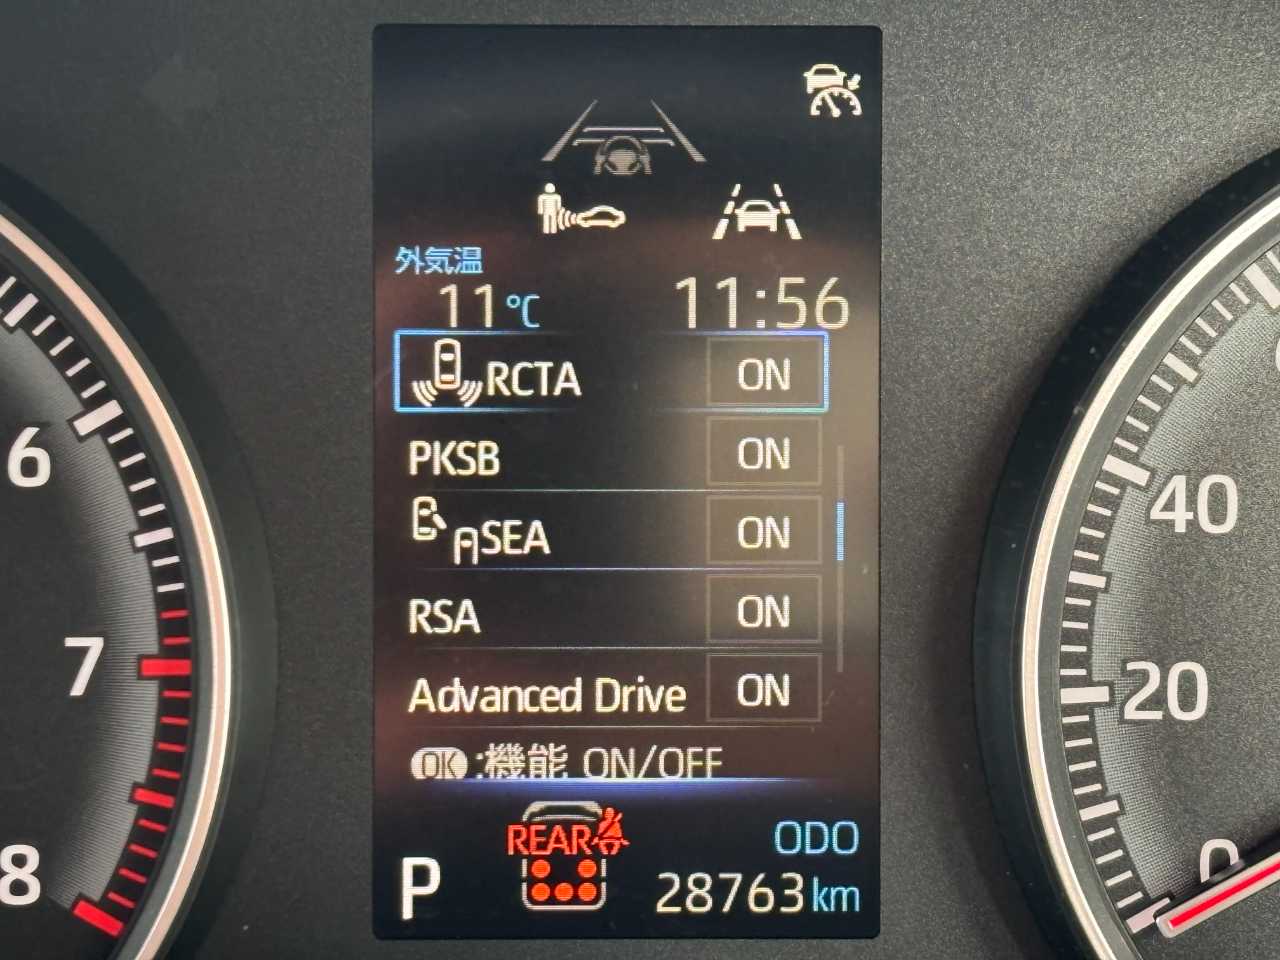 外気温
11℃ 11:56
RCTA ON
PKSB ON
SEA ON
RSA ON
Advanced Drive ON
OK:機能 ON/OFF
REAR
ODO
P 28763km
6
7
8
40
20
0